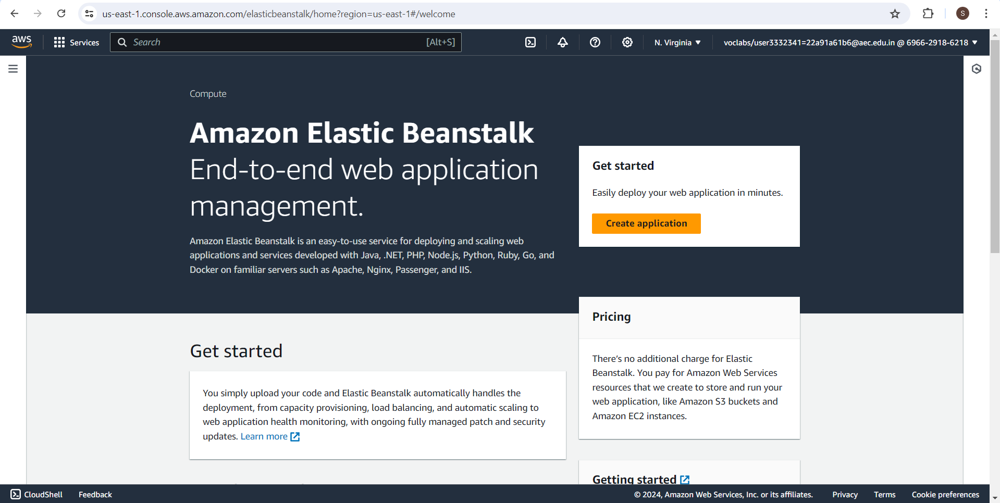 us-east-1.console.aws.amazon.com/elasticbeanstalk/home?region=us-east-1#/welcome
S
aws
Services
Search
[Alt+S]
N. Virginia
voclabs/user3332341=22a91a61b6@aec.edu.in @ 6966-2918-6218
Compute
Amazon Elastic Beanstalk
End-to-end web application
management.
Amazon Elastic Beanstalk is an easy-to-use service for deploying and scaling web
applications and services developed with Java, .NET, PHP, Node.js, Python, Ruby, Go, and
Docker on familiar servers such as Apache, Nginx, Passenger, and IIS.
Get started
Easily deploy your web application in minutes.
Create application
Pricing
There's no additional charge for Elastic
Beanstalk. You pay for Amazon Web Services
resources that we create to store and run your
web application, like Amazon S3 buckets and
Amazon EC2 instances.
Get started
You simply upload your code and Elastic Beanstalk automatically handles the
deployment, from capacity provisioning, load balancing, and automatic scaling to
web application health monitoring, with ongoing fully managed patch and security
updates. Learn more
Getting started
CloudShell
Feedback
© 2024, Amazon Web Services, Inc. or its affiliates.
Privacy
Terms
Cookie preferences